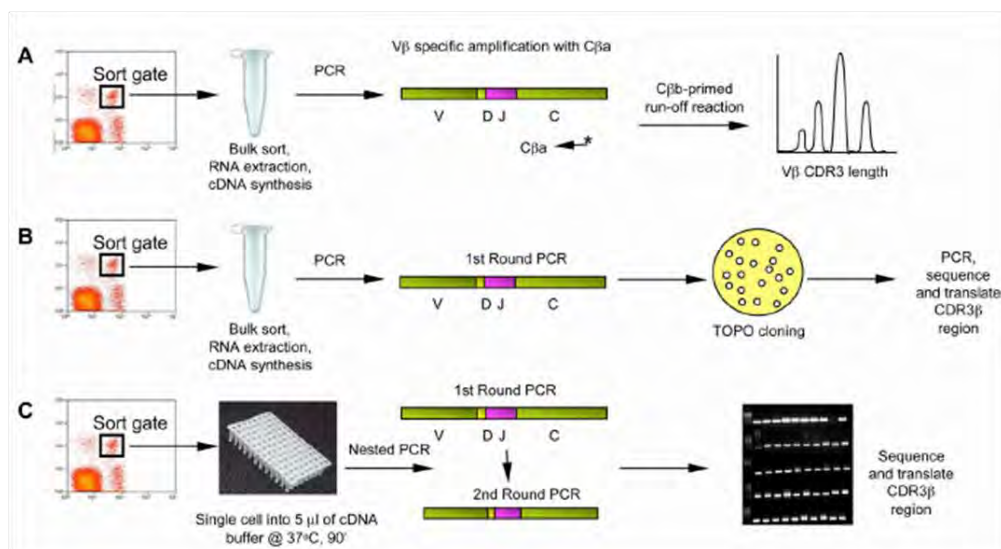 A
Sort gate
Bulk sort,
RNA extraction,
cDNA synthesis
PCR
Vβ specific amplification with Cβa
V D J C
Cβa
*
Cβb-primed
run-off reaction
Vβ CDR3 length
B
Sort gate
Bulk sort,
RNA extraction,
cDNA synthesis
PCR
1st Round PCR
V D J C
TOPO cloning
PCR,
sequence
and translate
CDR3β
region
C
Sort gate
Single cell into 5 μl of cDNA
buffer @ 37ºC, 90'
Nested PCR
1st Round PCR
V D J C
2nd Round PCR
Sequence
and translate
CDR3β
region